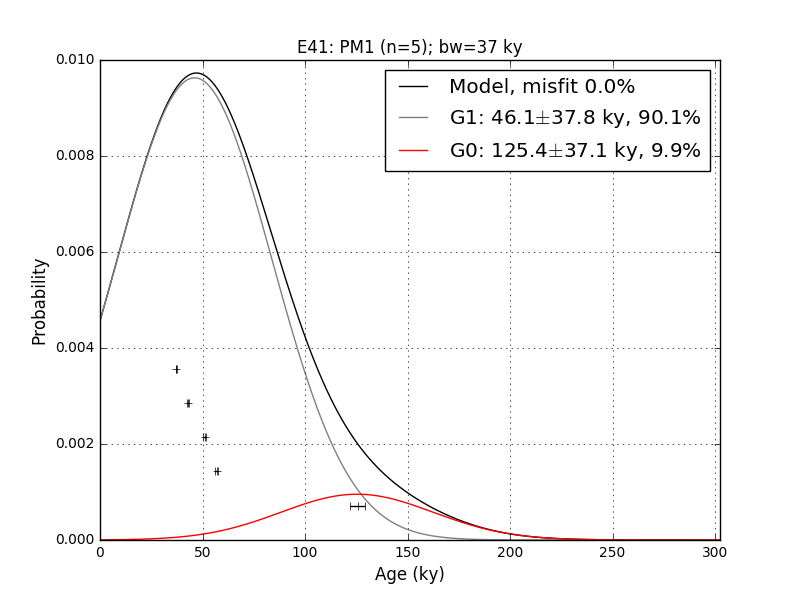 E41: PM1 (n=5); bw=37 ky
Model, misfit 0.0%
G1: 46.1±37.8 ky, 90.1%
G0: 125.4±37.1 ky, 9.9%
0.010
0.008
0.006
0.004
0.002
0.000
Probability
0 50 100 150 200 250 300
Age (ky)